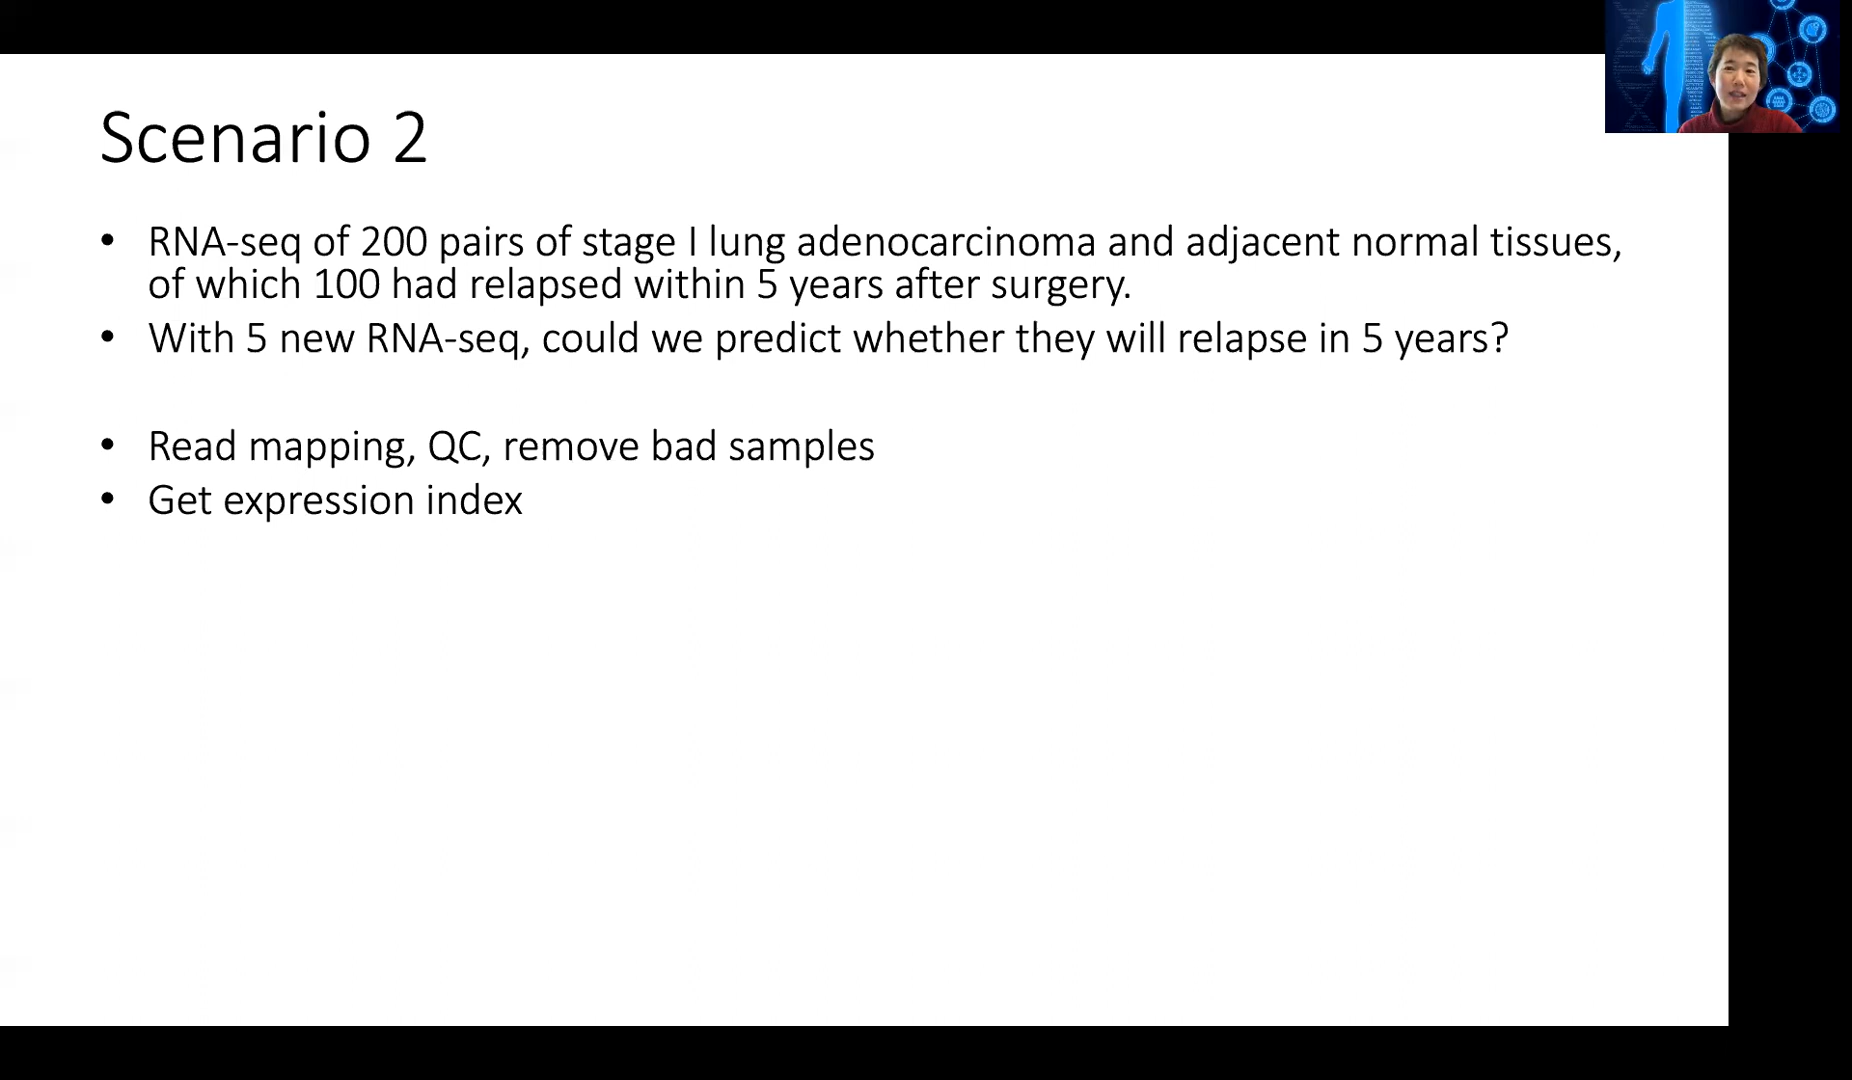 Scenario 2
• RNA-seq of 200 pairs of stage I lung adenocarcinoma and adjacent normal tissues,
of which 100 had relapsed within 5 years after surgery.
• With 5 new RNA-seq, could we predict whether they will relapse in 5 years?
• Read mapping, QC, remove bad samples
• Get expression index